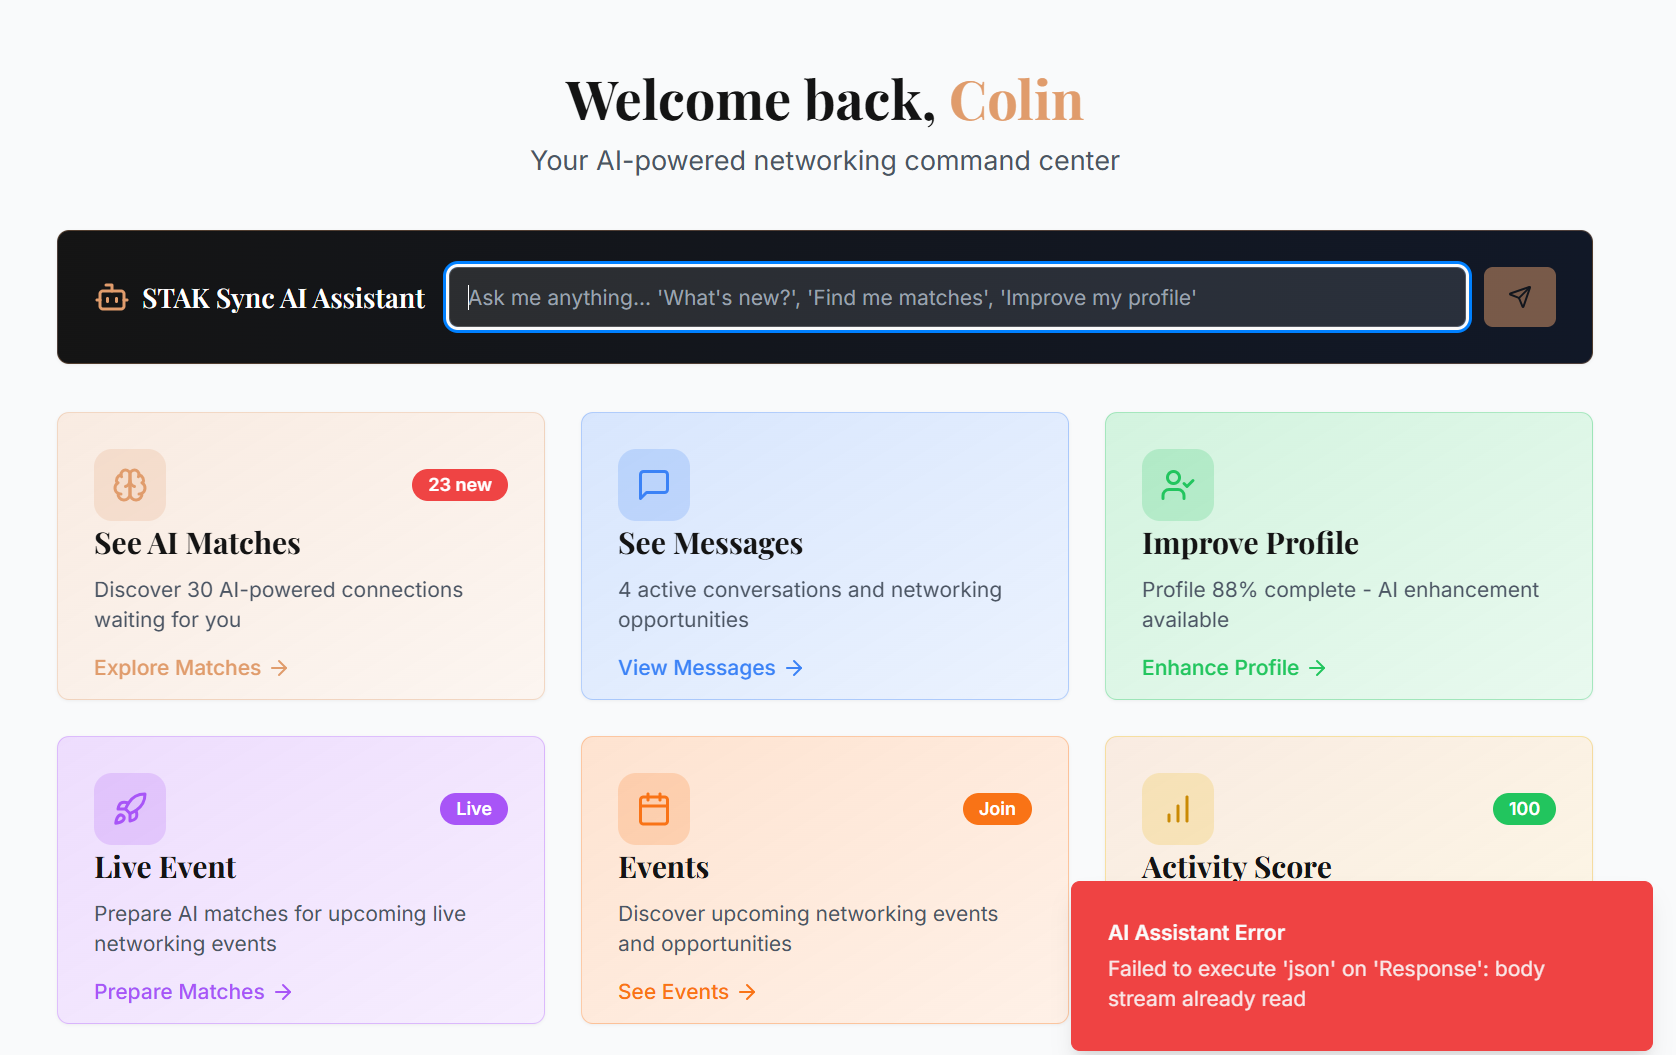 Welcome back, Colin
Your AI-powered networking command center
STAK Sync AI Assistant
Ask me anything... 'What's new?', 'Find me matches', 'Improve my profile'
23 new
See AI Matches
Discover 30 AI-powered connections
waiting for you
Explore Matches →
See Messages
4 active conversations and networking
opportunities
View Messages →
Improve Profile
Profile 88% complete - AI enhancement
available
Enhance Profile →
Live
Live Event
Prepare AI matches for upcoming live
networking events
Prepare Matches →
Join
Events
Discover upcoming networking events
and opportunities
See Events →
100
Activity Score
AI Assistant Error
Failed to execute 'json' on 'Response': body
stream already read